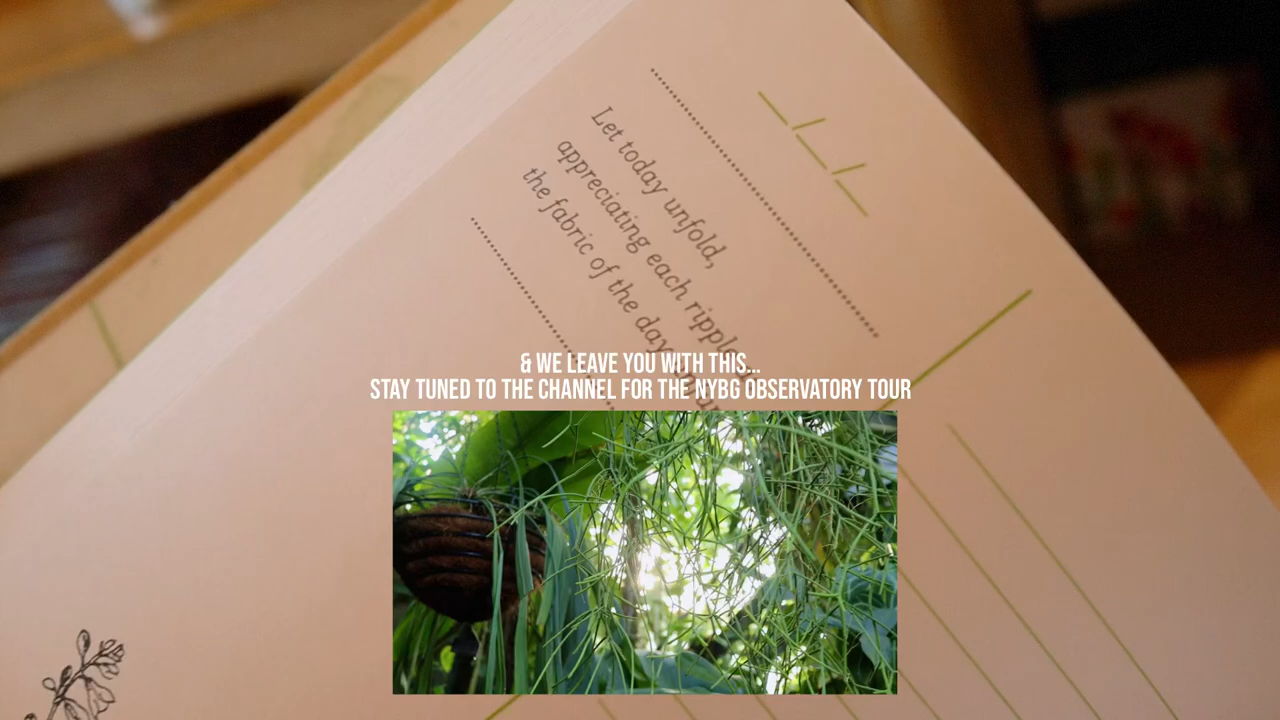 Let today unfold,
appreciating each ripple
the fabric of the day
& WE LEAVE YOU WITH THIS...
STAY TUNED TO THE CHANNEL FOR THE NYBG OBSERVATORY TOUR